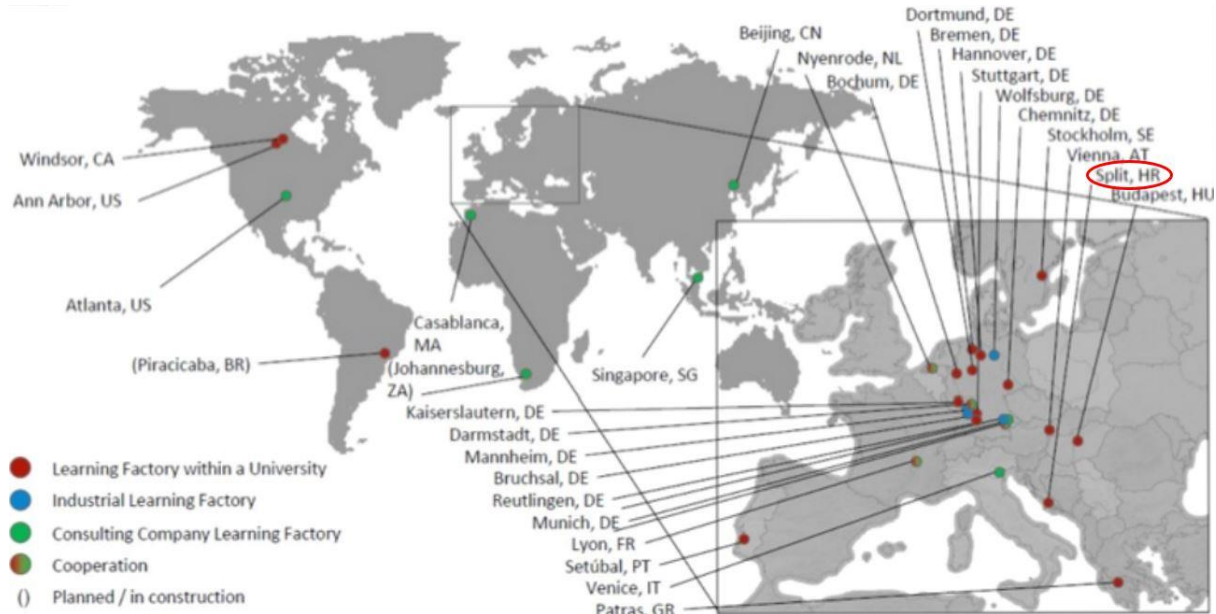 Dortmund, DE
Bremen, DE
Hannover, DE
Stuttgart, DE
Wolfsburg, DE
Chemnitz, DE
Stockholm, SE
Vienna, AT
Split, HR
Budapest, HU
Beijing, CN
Nyenrode, NL
Bochum, DE
Windsor, CA
Ann Arbor, US
Atlanta, US
(Piracicaba, BR)
Casablanca,
MA
(Johannesburg,
ZA)
Singapore, SG
Kaiserslautern, DE
Darmstadt, DE
Mannheim, DE
Bruchsal, DE
Reutlingen, DE
Munich, DE
Lyon, FR
Setúbal, PT
Venice, IT
Patras, GR
Learning Factory within a University
Industrial Learning Factory
Consulting Company Learning Factory
Cooperation
() Planned / in construction